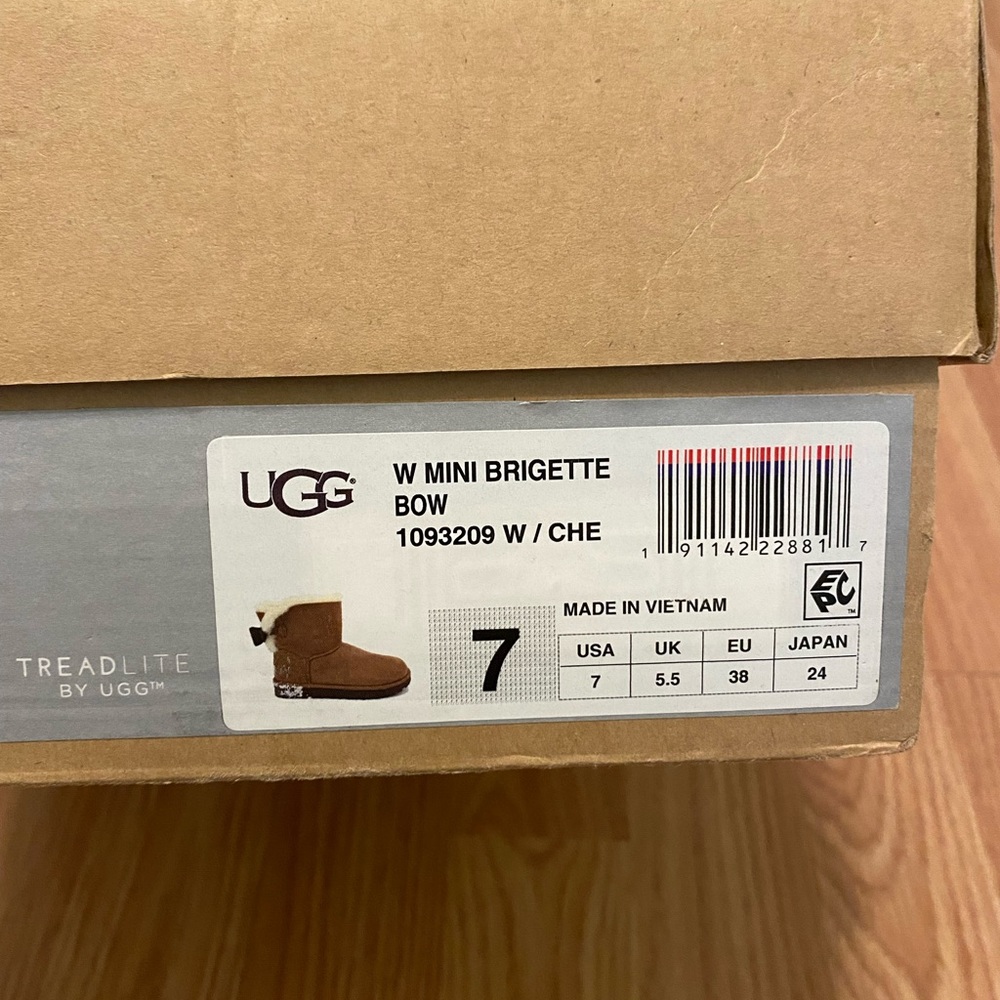 UGG®
W MINI BRIGETTE
BOW
1093209 W / CHE
1 91142 22881 7
EPC™
MADE IN VIETNAM
7
USA UK EU JAPAN
7 5.5 38 24
TREADLITE
BY UGG™